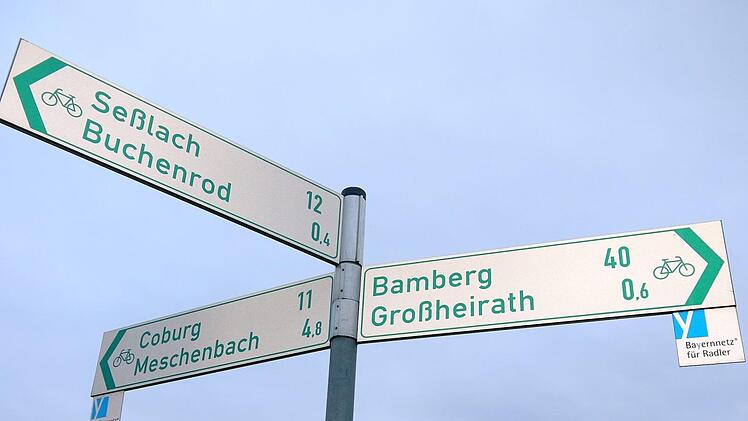 Seßlach 12
Buchenrod 0,4
Coburg 11
Meschenbach 4,8
Bamberg 40
Großheirath 0,6
Bayernnetz®
für Radler